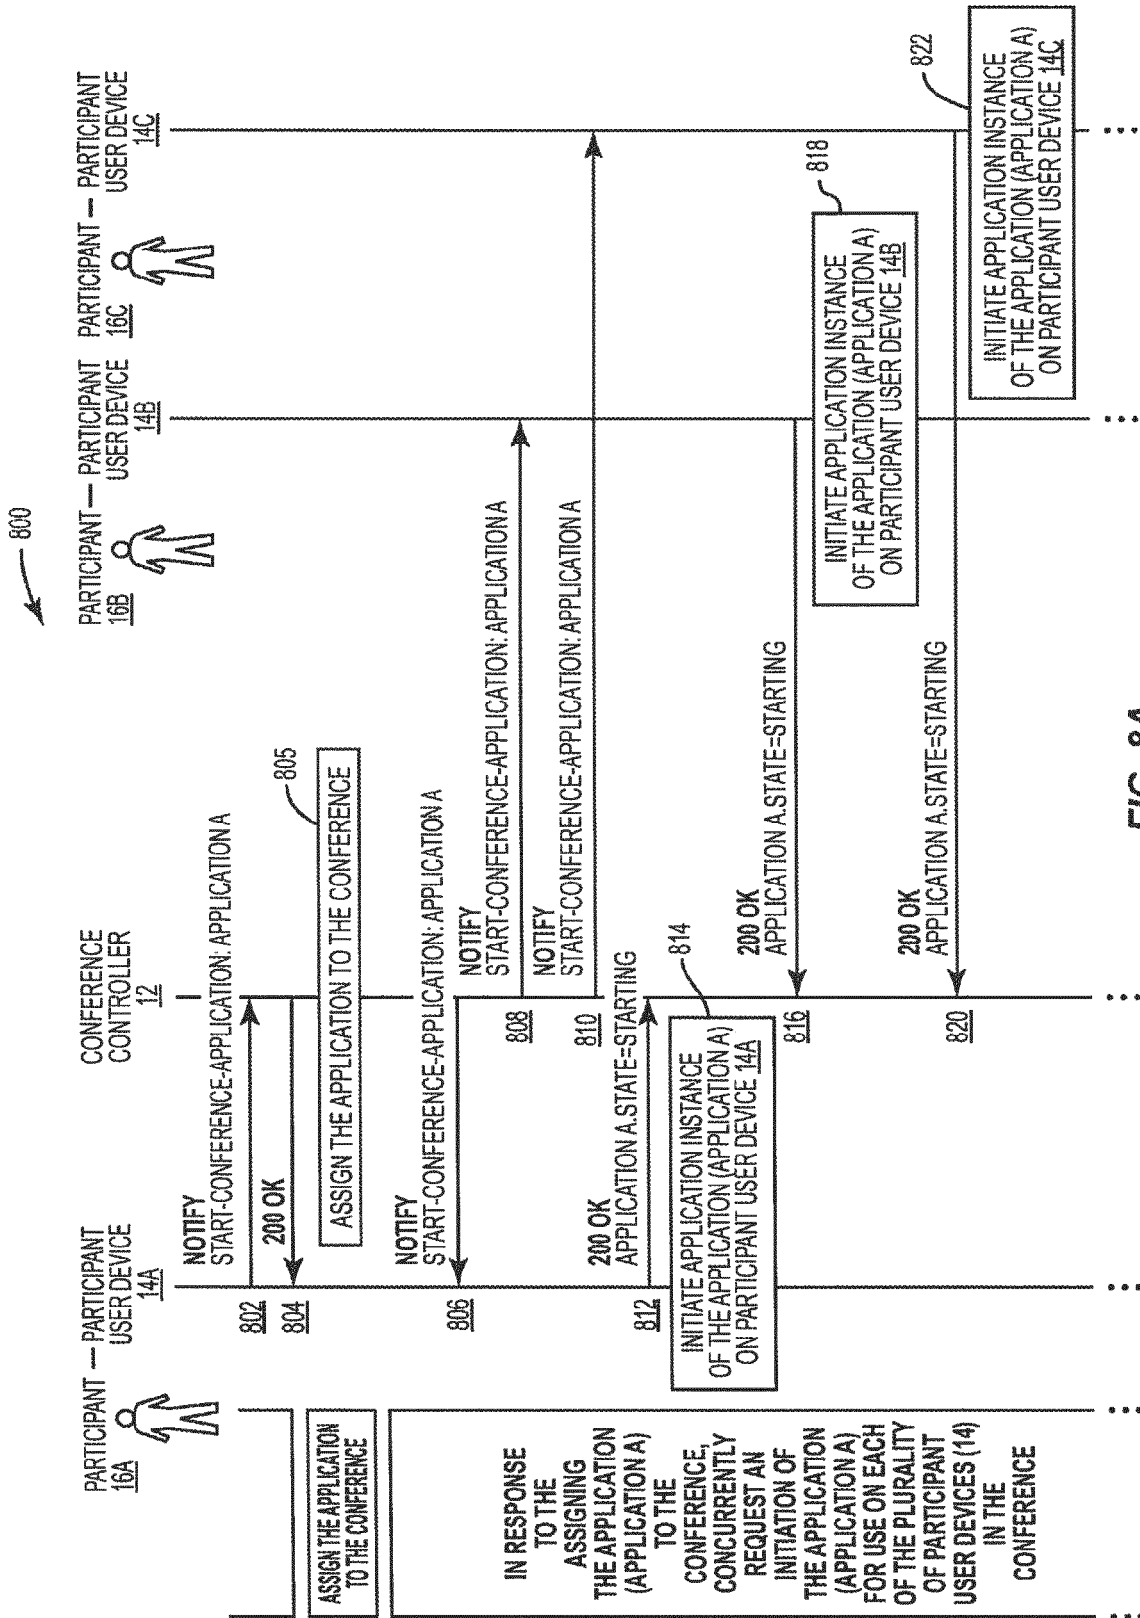 800
PARTICIPANT
16A
PARTICIPANT
USER DEVICE
14A
CONFERENCE
CONTROLLER
12
PARTICIPANT
16B
PARTICIPANT
USER DEVICE
14B
PARTICIPANT
16C
PARTICIPANT
USER DEVICE
14C
NOTIFY
START-CONFERENCE-APPLICATION: APPLICATION A
802
200 OK
804
ASSIGN THE APPLICATION
TO THE CONFERENCE
805
ASSIGN THE APPLICATION TO THE CONFERENCE
NOTIFY
START-CONFERENCE-APPLICATION: APPLICATION A
806
NOTIFY
START-CONFERENCE-APPLICATION: APPLICATION A
808
NOTIFY
START-CONFERENCE-APPLICATION: APPLICATION A
810
IN RESPONSE
TO THE
ASSIGNING
THE APPLICATION
(APPLICATION A)
TO THE
CONFERENCE,
CONCURRENTLY
REQUEST AN
INITIATION OF
THE APPLICATION
(APPLICATION A)
FOR USE ON EACH
OF THE PLURALITY
OF PARTICIPANT
USER DEVICES (14)
IN THE
CONFERENCE
200 OK
APPLICATION A.STATE=STARTING
812
814
INITIATE APPLICATION INSTANCE
OF THE APPLICATION (APPLICATION A)
ON PARTICIPANT USER DEVICE 14A
200 OK
APPLICATION A.STATE=STARTING
816
818
INITIATE APPLICATION INSTANCE
OF THE APPLICATION (APPLICATION A)
ON PARTICIPANT USER DEVICE 14B
200 OK
APPLICATION A.STATE=STARTING
820
822
INITIATE APPLICATION INSTANCE
OF THE APPLICATION (APPLICATION A)
ON PARTICIPANT USER DEVICE 14C
FIG. 8A